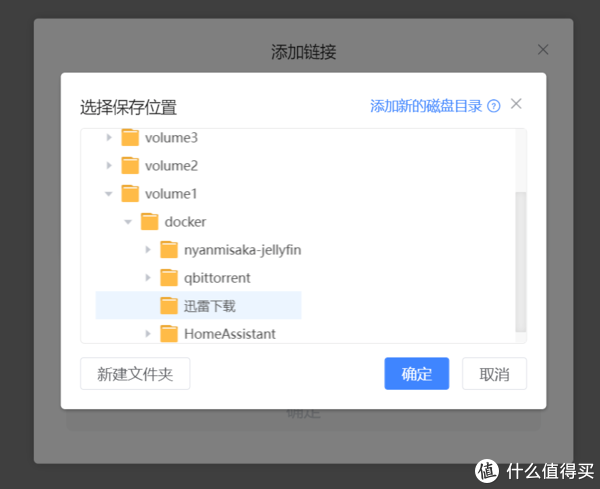 添加链接
选择保存位置
添加新的磁盘目录
volume3
volume2
volume1
docker
nyanmisaka-jellyfin
qbittorrent
迅雷下载
HomeAssistant
新建文件夹
确定
取消
确定
值 什么值得买